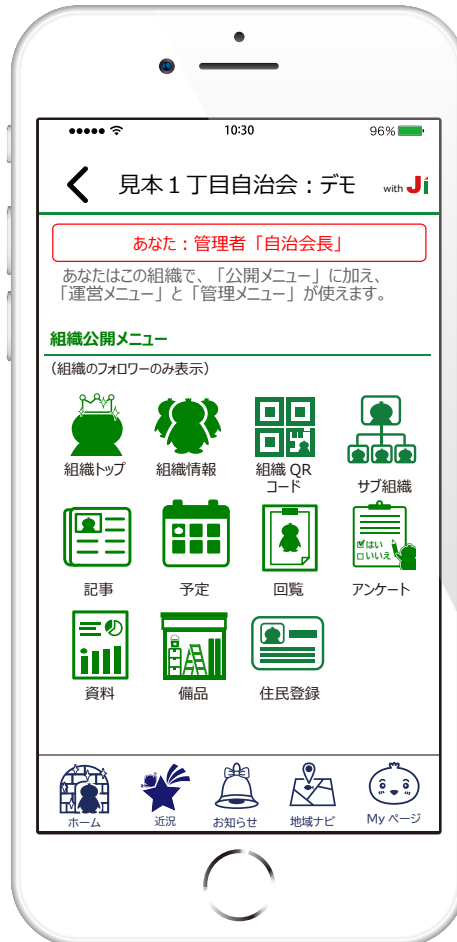 10:30
96%
見本１丁目自治会：デモ
with Ji
あなた：管理者「自治会長」
あなたはこの組織で、「公開メニュー」に加え、
「運営メニュー」と「管理メニュー」が使えます。
組織公開メニュー
（組織のフォロワーのみ表示）
組織トップ
組織情報
組織 QR
コード
サブ組織
はい
いいえ
記事
予定
回覧
アンケート
資料
備品
住民登録
ホーム
近況
お知らせ
地域ナビ
My ページ